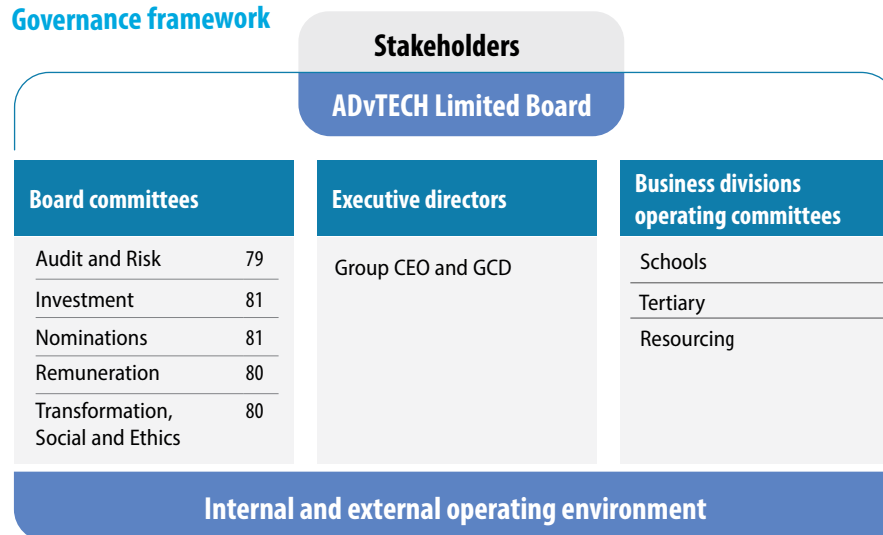 Governance framework
Stakeholders
ADvTECH Limited Board
Board committees
Audit and Risk 79
Investment 81
Nominations 81
Remuneration 80
Transformation, 80
Social and Ethics
Executive directors
Group CEO and GCD
Business divisions
operating committees
Schools
Tertiary
Resourcing
Internal and external operating environment